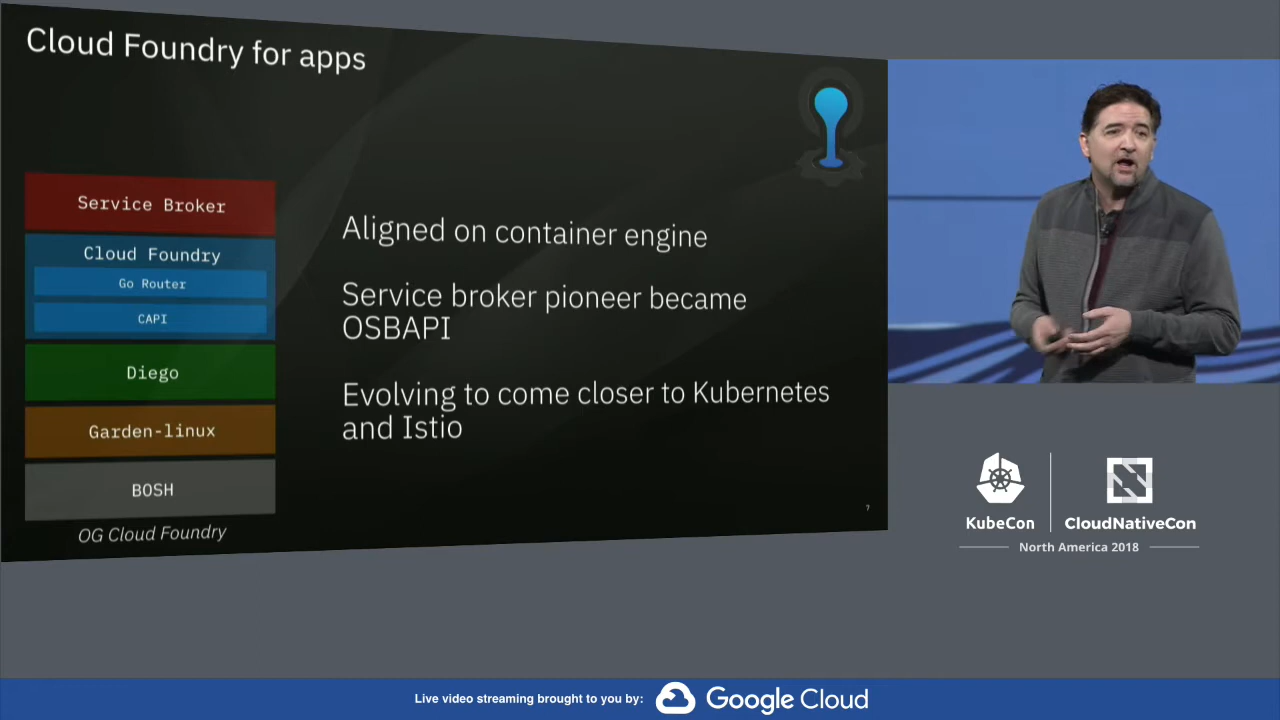 Cloud Foundry for apps
Service Broker
Cloud Foundry
Go Router
CAPI
Diego
Garden-linux
BOSH
OG Cloud Foundry
Aligned on container engine
Service broker pioneer became
OSBAPI
Evolving to come closer to Kubernetes
and Istio
7
KubeCon
CloudNativeCon
North America 2018
Live video streaming brought to you by:
Google Cloud